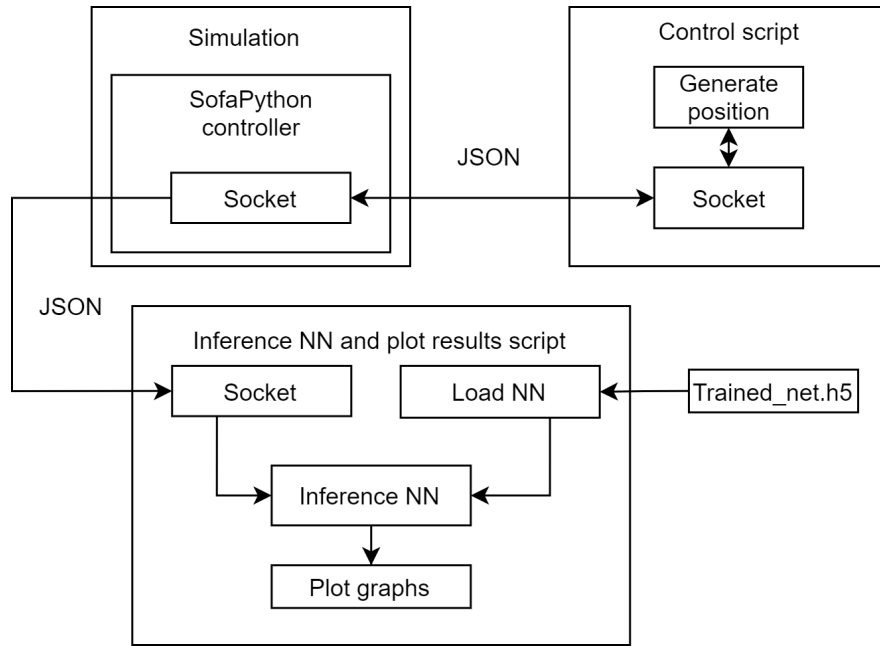 Simulation
SofaPython
controller
Socket
JSON
Control script
Generate
position
Socket
JSON
Inference NN and plot results script
Socket
Load NN
Trained_net.h5
Inference NN
Plot graphs